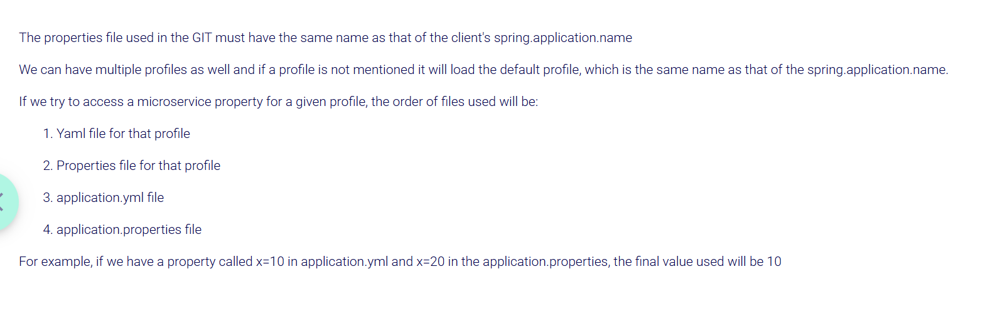 The properties file used in the GIT must have the same name as that of the client's spring.application.name
We can have multiple profiles as well and if a profile is not mentioned it will load the default profile, which is the same name as that of the spring.application.name.
If we try to access a microservice property for a given profile, the order of files used will be:
1. Yaml file for that profile
2. Properties file for that profile
3. application.yml file
4. application.properties file
For example, if we have a property called x=10 in application.yml and x=20 in the application.properties, the final value used will be 10